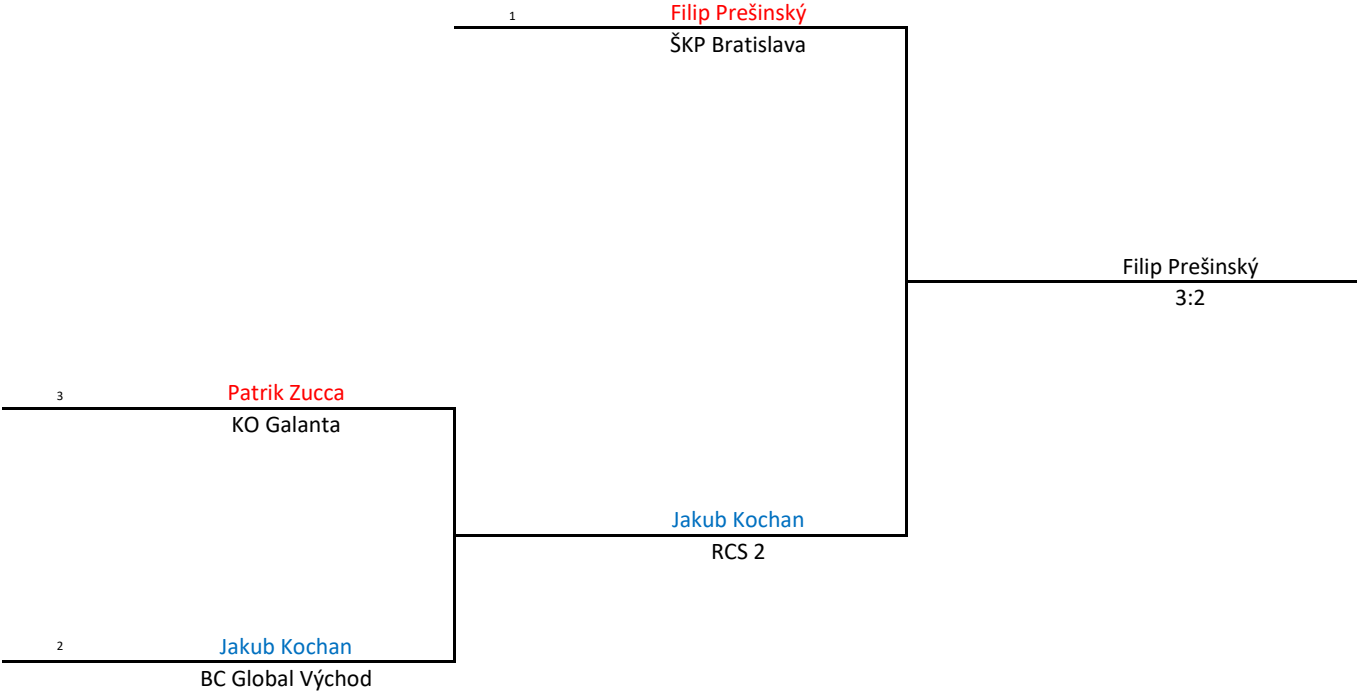 1
Filip Prešinský
ŠKP Bratislava
Filip Prešinský
3:2
3
Patrik Zucca
KO Galanta
Jakub Kochan
RCS 2
2
Jakub Kochan
BC Global Východ